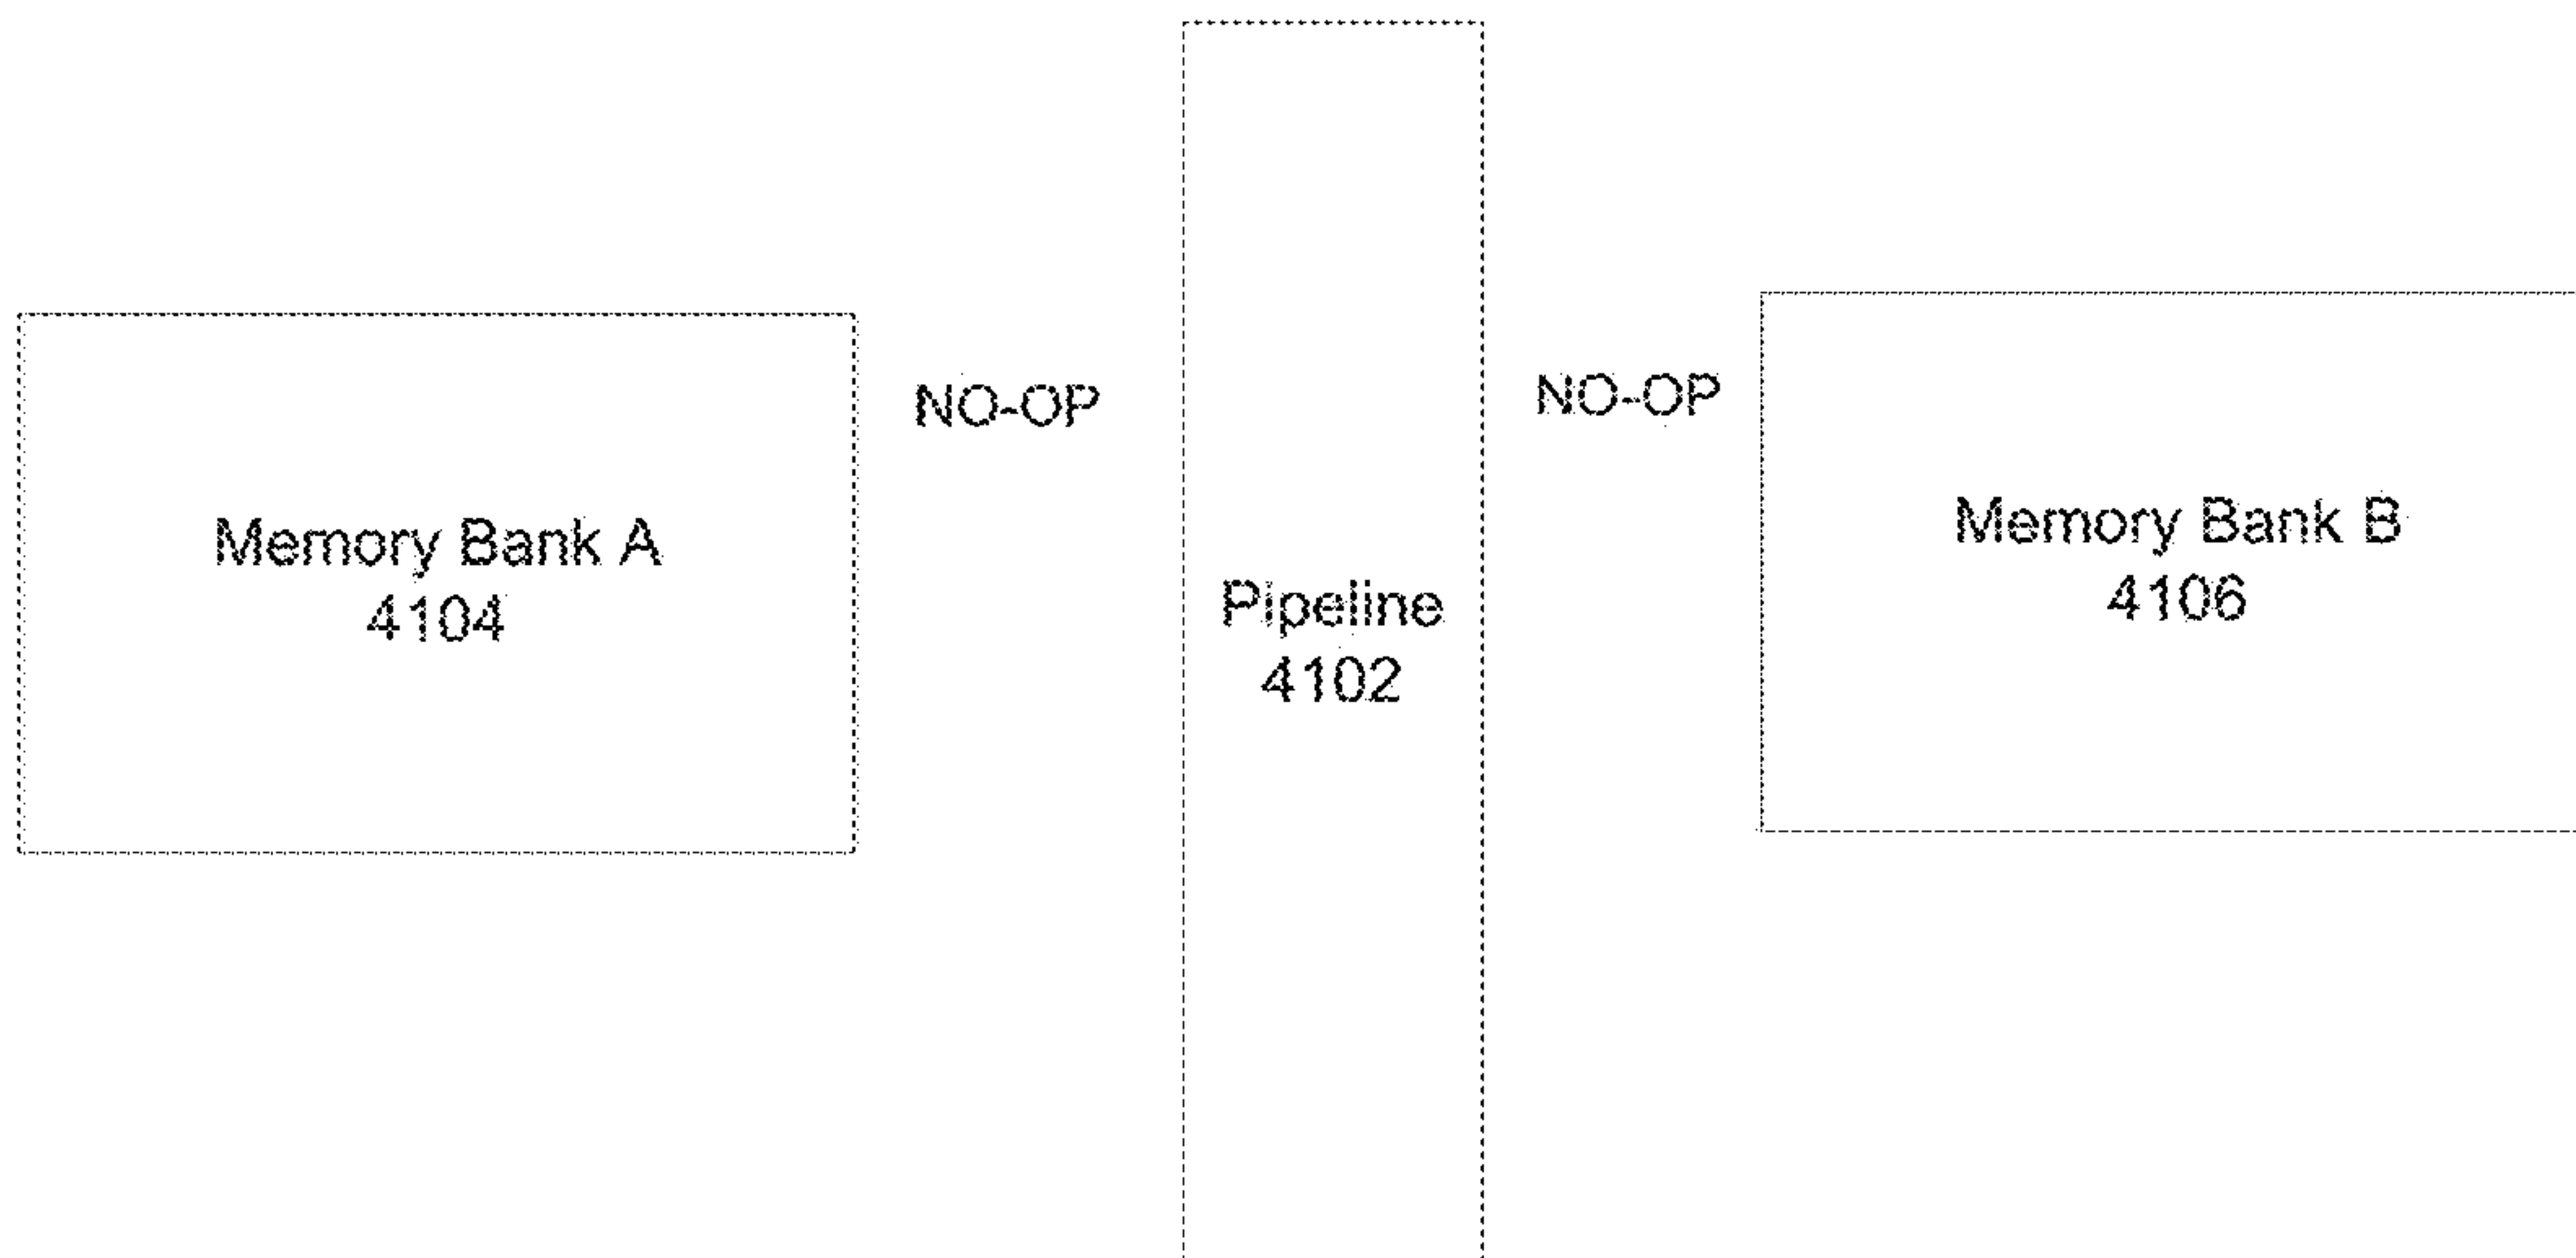 NO-OP
NO-OP
Memory Bank A
4104
Pipeline
4102
Memory Bank B
4106